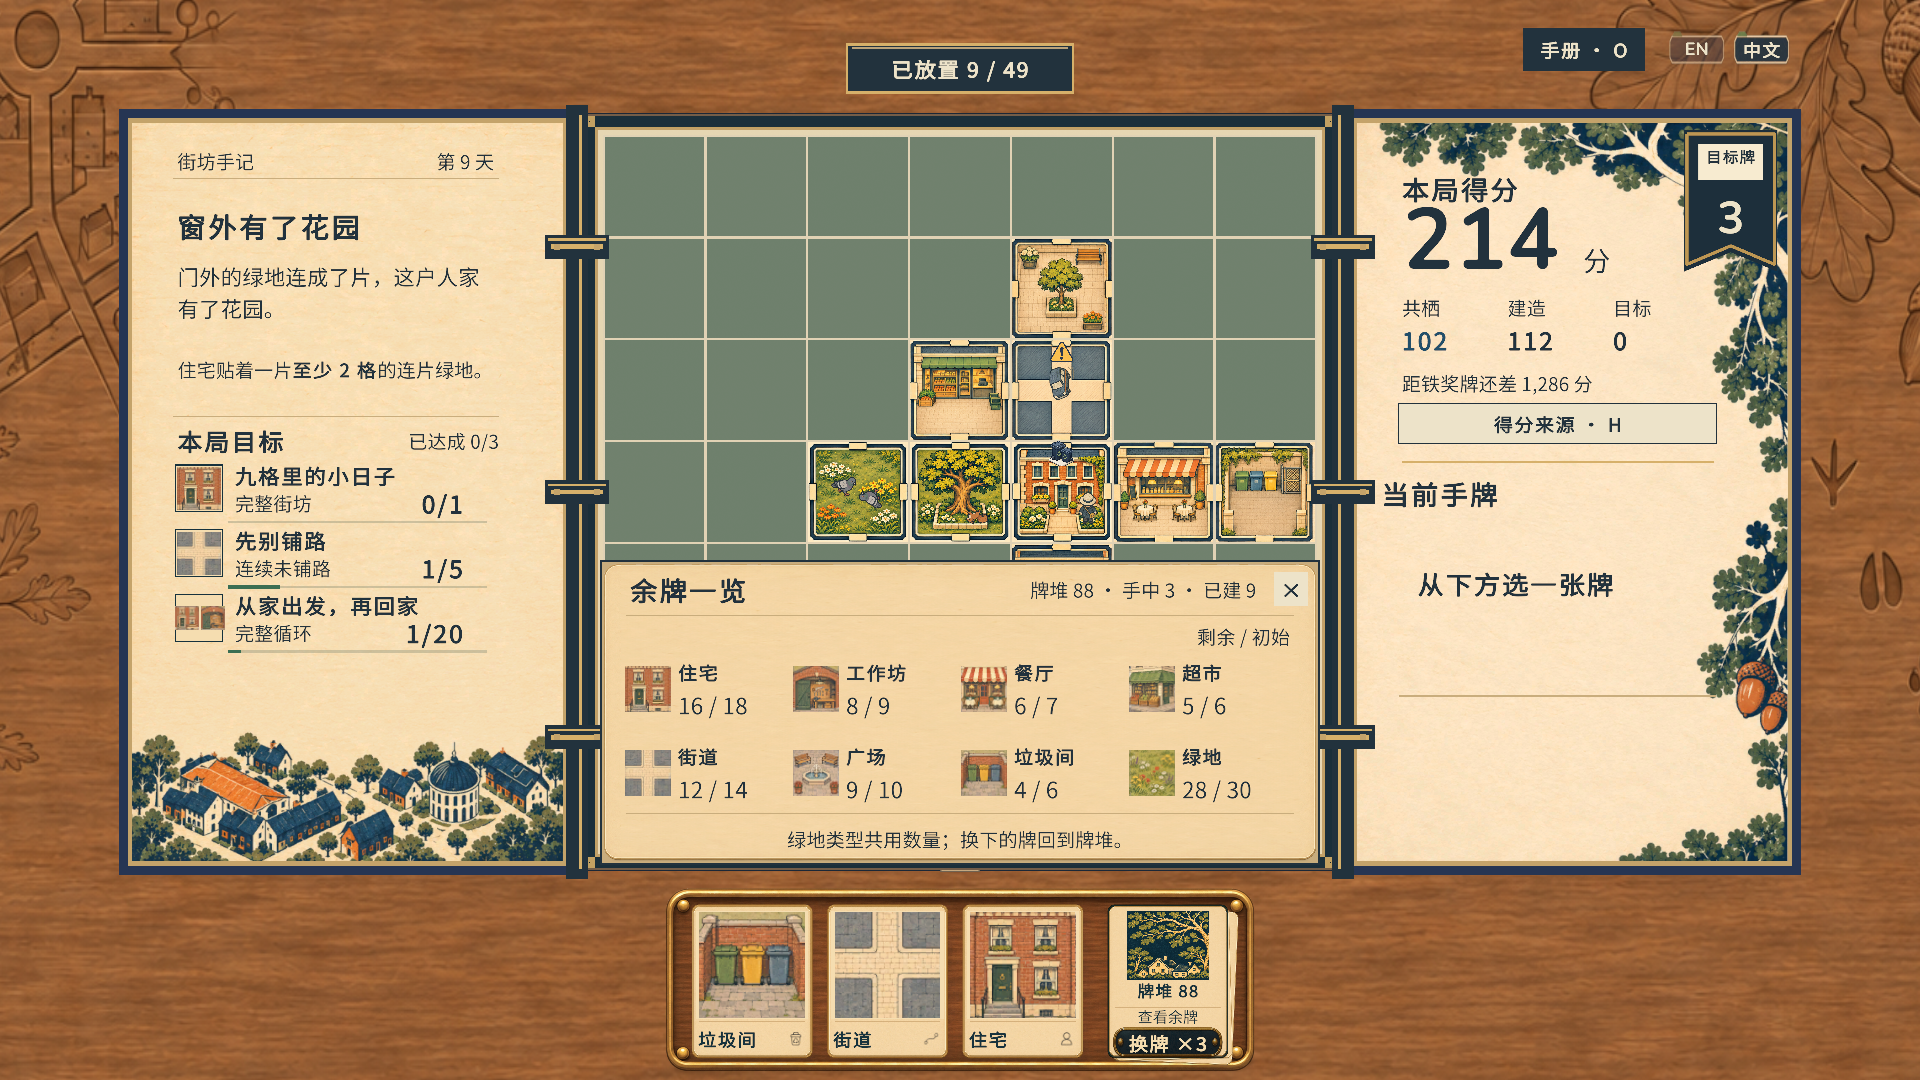 已放置 9 / 49
手册 · O
EN
中文
街坊手记
第 9 天
窗外有了花园
门外的绿地连成了片，这户人家
有了花园。
住宅贴着一片至少 2 格的连片绿地。
本局目标
已达成 0/3
九格里的小日子
完整街坊
0/1
先别铺路
连续未铺路
1/5
从家出发，再回家
完整循环
1/20
目标牌
3
本局得分
214 分
共栖
建造
目标
102
112
0
距铁奖牌还差 1,286 分
得分来源 · H
当前手牌
从下方选一张牌
余牌一览
牌堆 88 · 手中 3 · 已建 9
剩余 / 初始
住宅
16 / 18
工作坊
8 / 9
餐厅
6 / 7
超市
5 / 6
街道
12 / 14
广场
9 / 10
垃圾间
4 / 6
绿地
28 / 30
绿地类型共用数量；换下的牌回到牌堆。
垃圾间
街道
住宅
牌堆 88
查看余牌
换牌 ×3